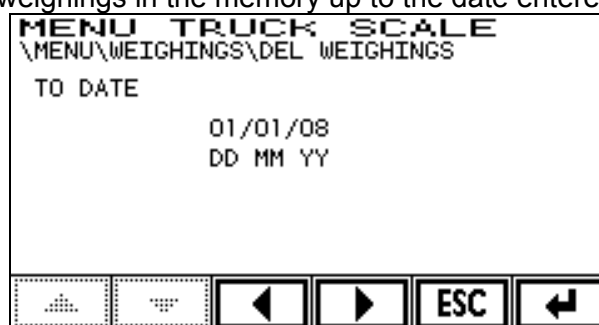 weighings in the memory up to the date entere
MENU TRUCK SCALE
\MENU\WEIGHINGS\DEL WEIGHINGS
TO DATE
01/01/08
DD MM YY
ESC